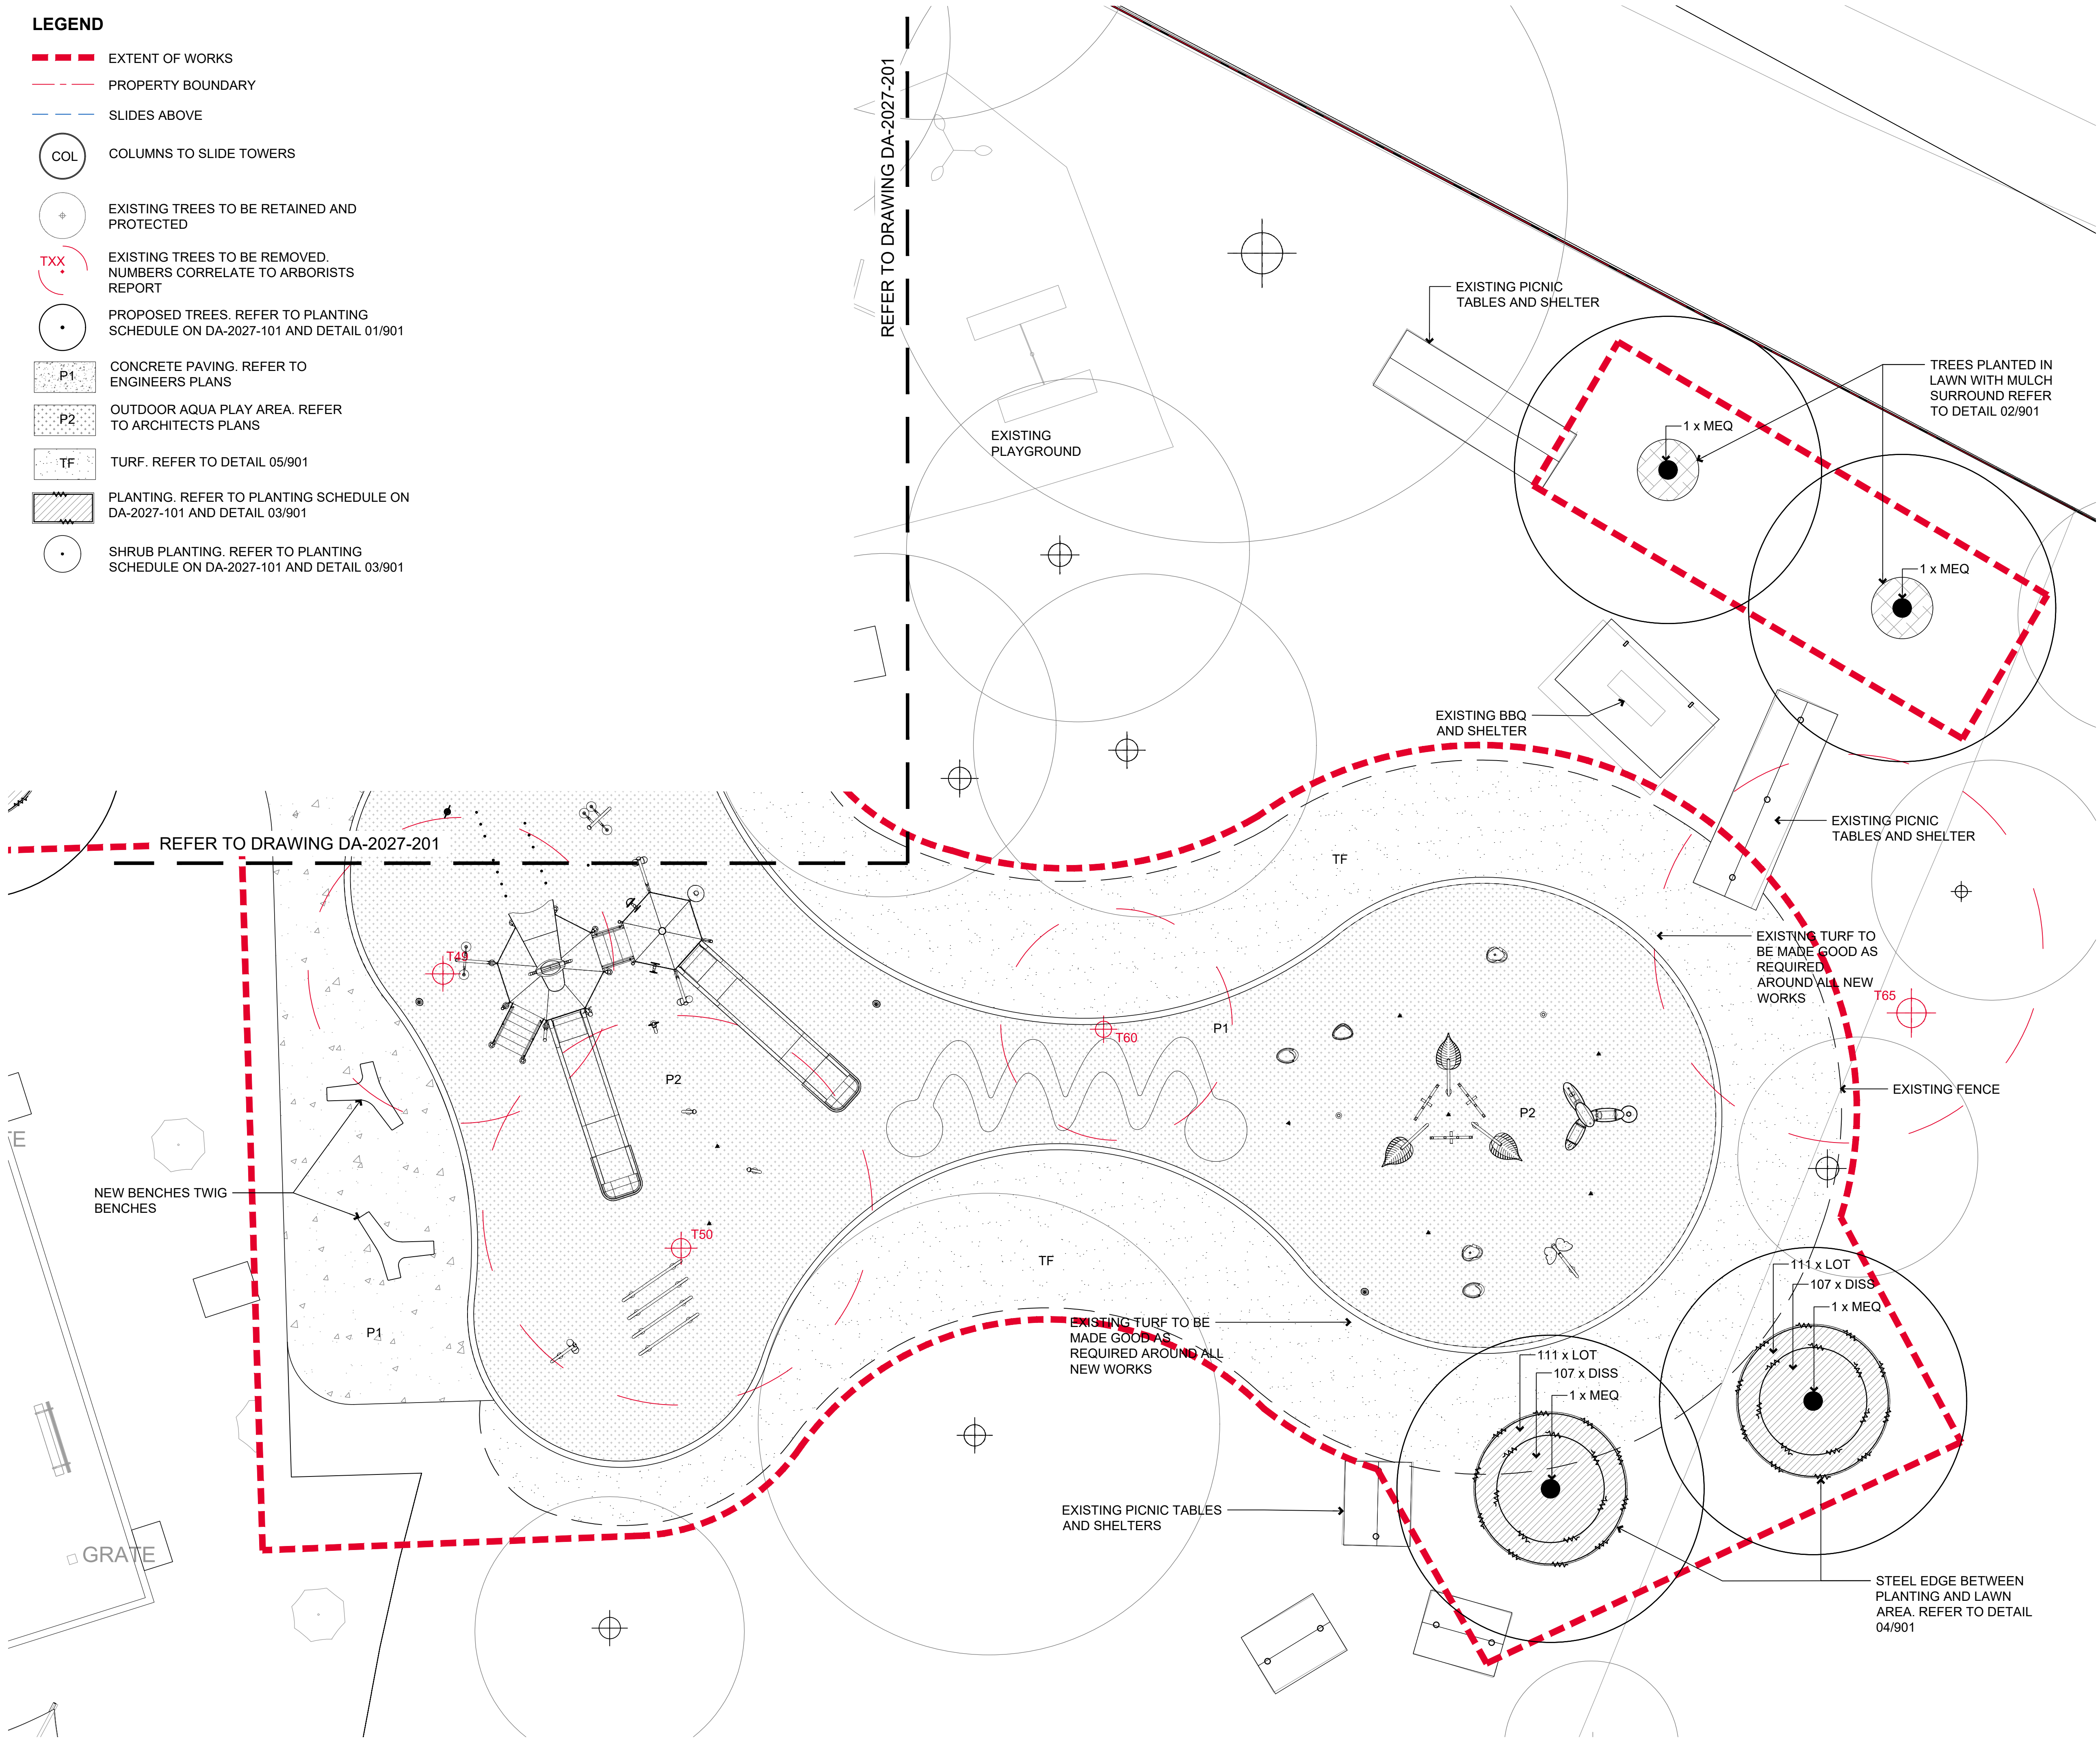 LEGEND
EXTENT OF WORKS
PROPERTY BOUNDARY
SLIDES ABOVE
COL
COLUMNS TO SLIDE TOWERS
EXISTING TREES TO BE RETAINED AND
PROTECTED
TXX
EXISTING TREES TO BE REMOVED.
NUMBERS CORRELATE TO ARBORISTS
REPORT
PROPOSED TREES. REFER TO PLANTING
SCHEDULE ON DA-2027-101 AND DETAIL 01/901
P1
CONCRETE PAVING. REFER TO
ENGINEERS PLANS
P2
OUTDOOR AQUA PLAY AREA. REFER
TO ARCHITECTS PLANS
TF
TURF. REFER TO DETAIL 05/901
PLANTING. REFER TO PLANTING SCHEDULE ON
DA-2027-101 AND DETAIL 03/901
SHRUB PLANTING. REFER TO PLANTING
SCHEDULE ON DA-2027-101 AND DETAIL 03/901
REFER TO DRAWING DA-2027-201
EXISTING PICNIC
TABLES AND SHELTER
TREES PLANTED IN
LAWN WITH MULCH
SURROUND REFER
TO DETAIL 02/901
1 x MEQ
EXISTING
PLAYGROUND
1 x MEQ
EXISTING BBQ
AND SHELTER
EXISTING PICNIC
TABLES AND SHELTER
REFER TO DRAWING DA-2027-201
TF
EXISTING TURF TO
BE MADE GOOD AS
REQUIRED
AROUND ALL NEW
WORKS
T49
T65
P1
T60
P2
EXISTING FENCE
P2
TE
NEW BENCHES TWIG
BENCHES
T50
TF
111 x LOT
107 x DISS
1 x MEQ
P1
EXISTING TURF TO BE
MADE GOOD AS
REQUIRED AROUND ALL
NEW WORKS
111 x LOT
107 x DISS
1 x MEQ
EXISTING PICNIC TABLES
AND SHELTERS
GRATE
STEEL EDGE BETWEEN
PLANTING AND LAWN
AREA. REFER TO DETAIL
04/901